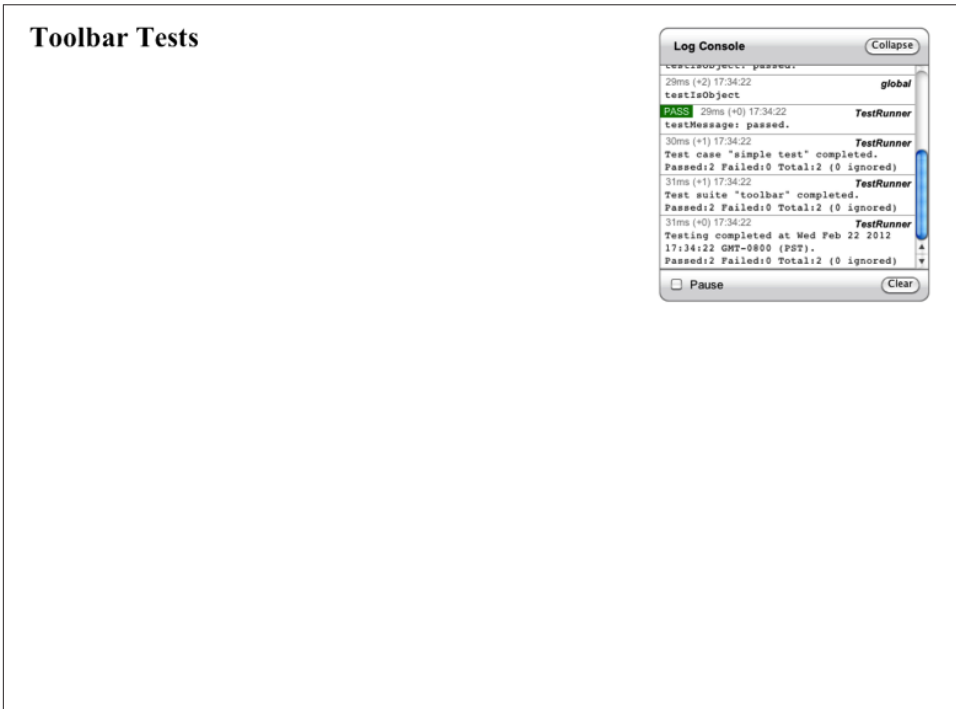 Toolbar Tests
Log Console
Collapse
testIsObject: passed.
29ms (+2) 17:34:22 global
testIsObject
PASS 29ms (+0) 17:34:22 TestRunner
testMessage: passed.
30ms (+1) 17:34:22 TestRunner
Test case "simple test" completed.
Passed:2 Failed:0 Total:2 (0 ignored)
31ms (+1) 17:34:22 TestRunner
Test suite "toolbar" completed.
Passed:2 Failed:0 Total:2 (0 ignored)
31ms (+0) 17:34:22 TestRunner
Testing completed at Wed Feb 22 2012
17:34:22 GMT-0800 (PST).
Passed:2 Failed:0 Total:2 (0 ignored)
Pause
Clear